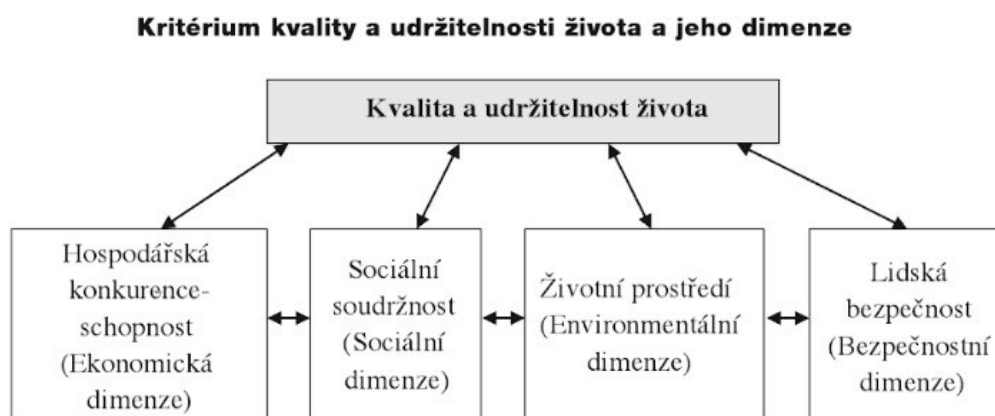 Kritérium kvality a udržitelnosti života a jeho dimenze
Kvalita a udržitelnost života
Hospodářská
konkurence-
schopnost
(Ekonomická
dimenze)
Sociální
soudržnost
(Sociální
dimenze)
Životní prostředí
(Environmentální
dimenze)
Lidská
bezpečnost
(Bezpečnostní
dimenze)